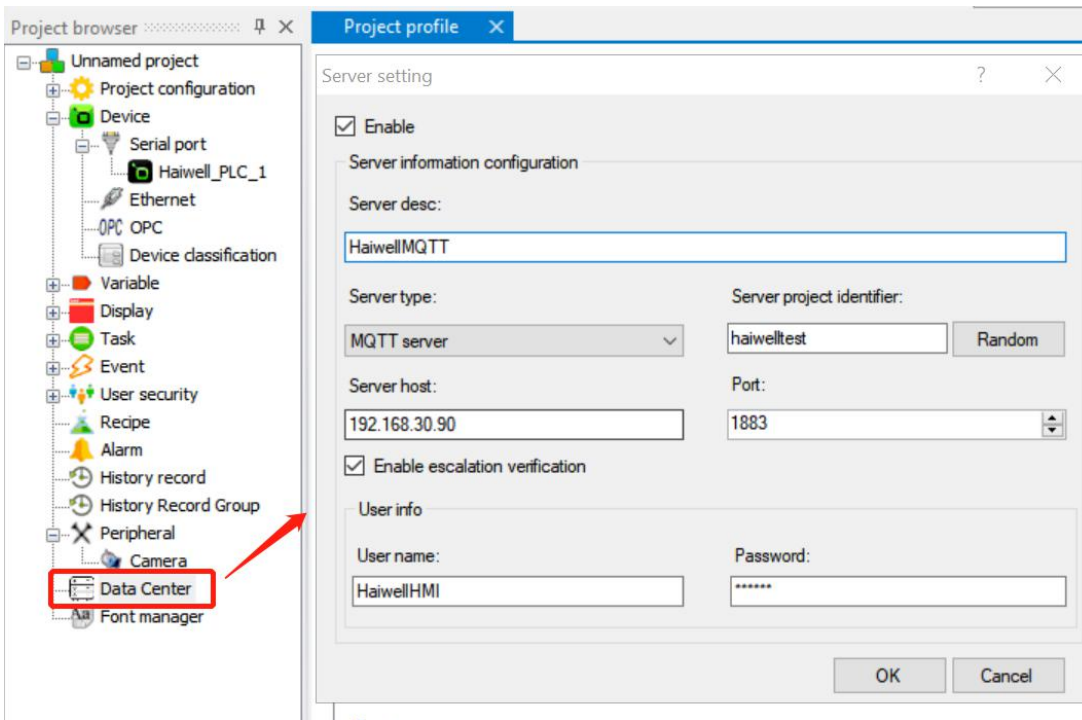 Project browser
Unnamed project
Project configuration
Device
Serial port
Haiwell_PLC_1
Ethernet
OPC OPC
Device classification
Variable
Display
Task
Event
User security
Recipe
Alarm
History record
History Record Group
Peripheral
Camera
Data Center
Aa Font manager
Project profile
Server setting ?
Enable
Server information configuration
Server desc:
HaiwellMQTT
Server type: Server project identifier:
MQTT server haiwelltest Random
Server host: Port:
192.168.30.90 1883
Enable escalation verification
User info
User name: Password:
HaiwellHMI ******
OK Cancel